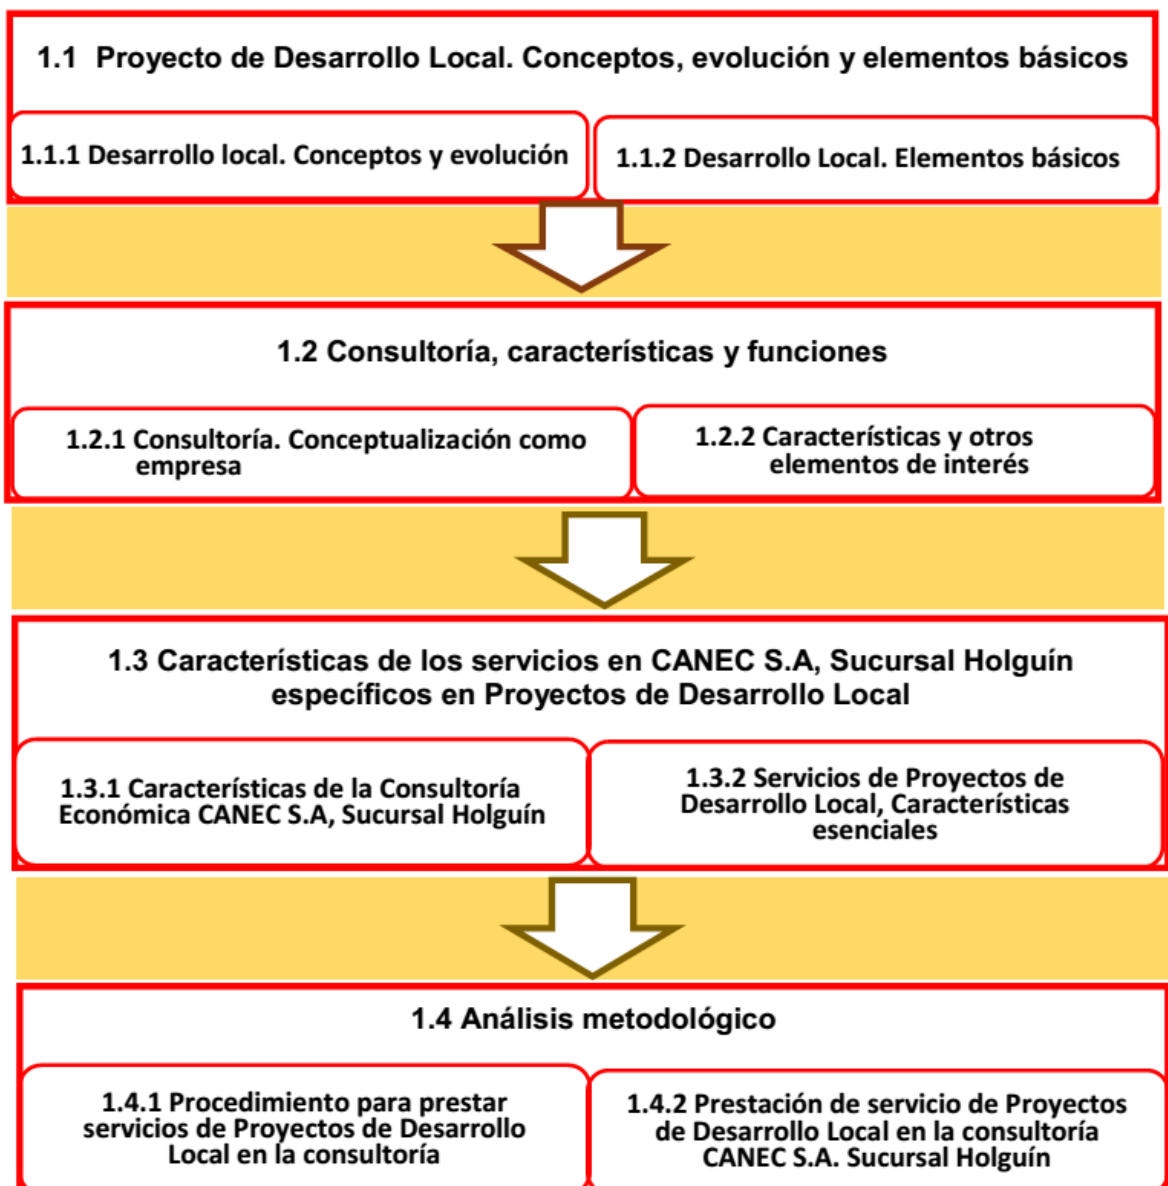 1.1 Proyecto de Desarrollo Local. Conceptos, evolución y elementos básicos
1.1.1 Desarrollo local. Conceptos y evolución
1.1.2 Desarrollo Local. Elementos básicos
1.2 Consultoría, características y funciones
1.2.1 Consultoría. Conceptualización como
empresa
1.2.2 Características y otros
elementos de interés
1.3 Características de los servicios en CANEC S.A, Sucursal Holguín
específicos en Proyectos de Desarrollo Local
1.3.1 Características de la Consultoría
Económica CANEC S.A, Sucursal Holguín
1.3.2 Servicios de Proyectos de
Desarrollo Local, Características
esenciales
1.4 Análisis metodológico
1.4.1 Procedimiento para prestar
servicios de Proyectos de Desarrollo
Local en la consultoría
1.4.2 Prestación de servicio de Proyectos
de Desarrollo Local en la consultoría
CANEC S.A. Sucursal Holguín